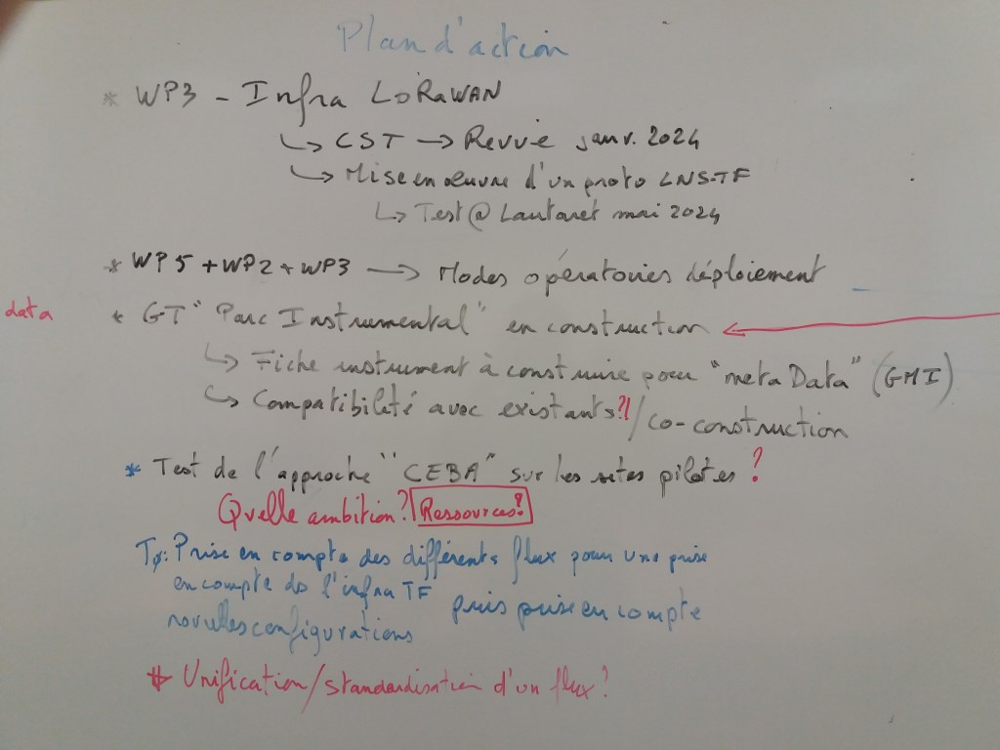 Plan d'action
* WP3 - Infra LoRaWAN
↳ CST → Revue janv. 2024
↳ Mise en œuvre d'un proto LNS-TF
↳ Test @ Lautaret mai 2024
* WP5 + WP2 + WP3 → Modes opératoires déploiement
data * GT "Parc Instrumental" en construction ←
↳ Fiche instrument à construire pour "meta Data" (GMI)
↳ Compatibilité avec existants?! / co-construction
* Test de l'approche "CEBA" sur les sites pilotes ?
Quelle ambition? Ressources?
Tø: Prise en compte des différents flux pour une prise
en compte de l'infra TF puis prise en compte
nouvelles configurations
# Unification/standardisation d'un flux?